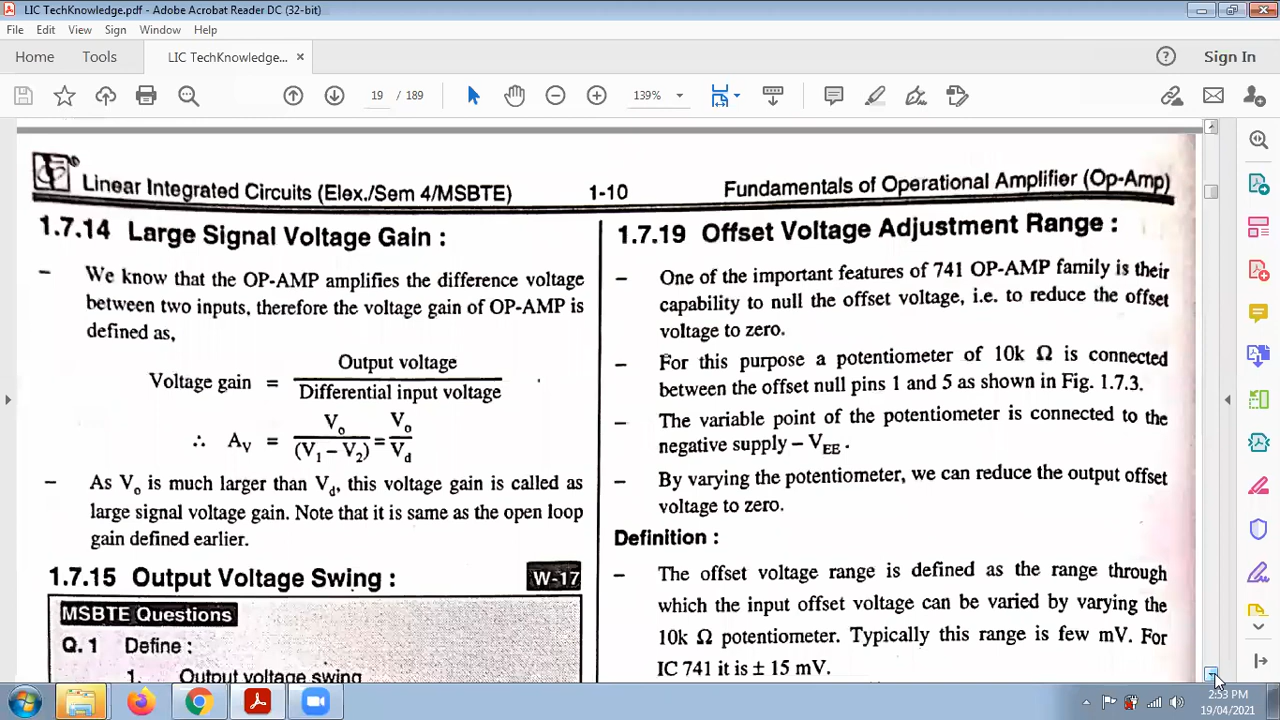 LIC TechKnowledge.pdf - Adobe Acrobat Reader DC (32-bit)
File Edit View Sign Window Help
Home Tools LIC TechKnowledge... × Sign In
19 / 189 139%
Linear Integrated Circuits (Elex./Sem 4/MSBTE) 1-10 Fundamentals of Operational Amplifier (Op-Amp)
1.7.14 Large Signal Voltage Gain :
– We know that the OP-AMP amplifies the difference voltage
between two inputs, therefore the voltage gain of OP-AMP is
defined as,
Voltage gain = Output voltage / Differential input voltage
∴ A_V = V_o / (V_1 – V_2) = V_o / V_d
– As V_o is much larger than V_d, this voltage gain is called as
large signal voltage gain. Note that it is same as the open loop
gain defined earlier.
1.7.15 Output Voltage Swing : W-17
MSBTE Questions
Q. 1 Define :
1. Output voltage swing
1.7.19 Offset Voltage Adjustment Range :
– One of the important features of 741 OP-AMP family is their
capability to null the offset voltage, i.e. to reduce the offset
voltage to zero.
– For this purpose a potentiometer of 10k Ω is connected
between the offset null pins 1 and 5 as shown in Fig. 1.7.3.
– The variable point of the potentiometer is connected to the
negative supply – V_EE .
– By varying the potentiometer, we can reduce the output offset
voltage to zero.
Definition :
– The offset voltage range is defined as the range through
which the input offset voltage can be varied by varying the
10k Ω potentiometer. Typically this range is few mV. For
IC 741 it is ± 15 mV.
2:53 PM
19/04/2021